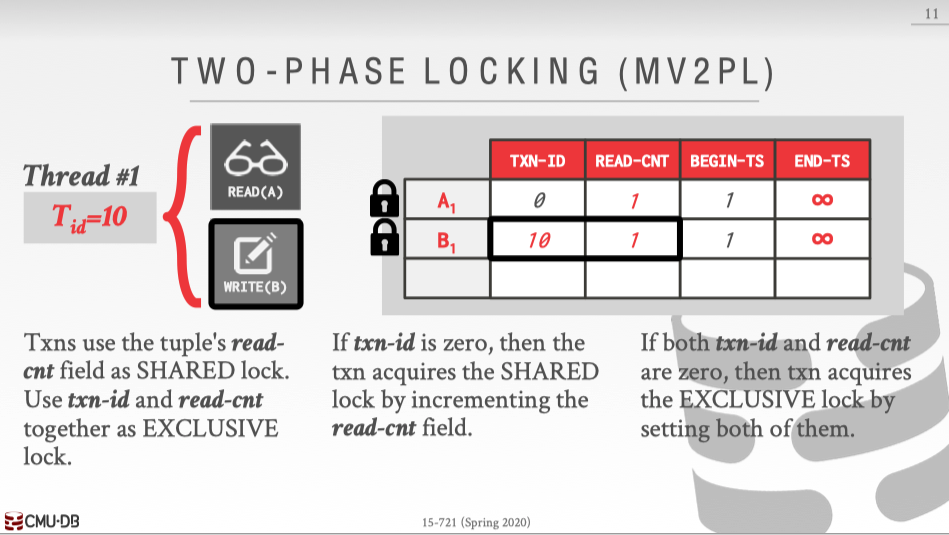 11
TWO-PHASE LOCKING (MV2PL)
Thread #1
Tid=10
READ(A)
WRITE(B)
TXN-ID READ-CNT BEGIN-TS END-TS
A1 0 1 1 ∞
B1 10 1 1 ∞
Txns use the tuple's read-
cnt field as SHARED lock.
Use txn-id and read-cnt
together as EXCLUSIVE
lock.
If txn-id is zero, then the
txn acquires the SHARED
lock by incrementing the
read-cnt field.
If both txn-id and read-cnt
are zero, then txn acquires
the EXCLUSIVE lock by
setting both of them.
CMU·DB
15-721 (Spring 2020)